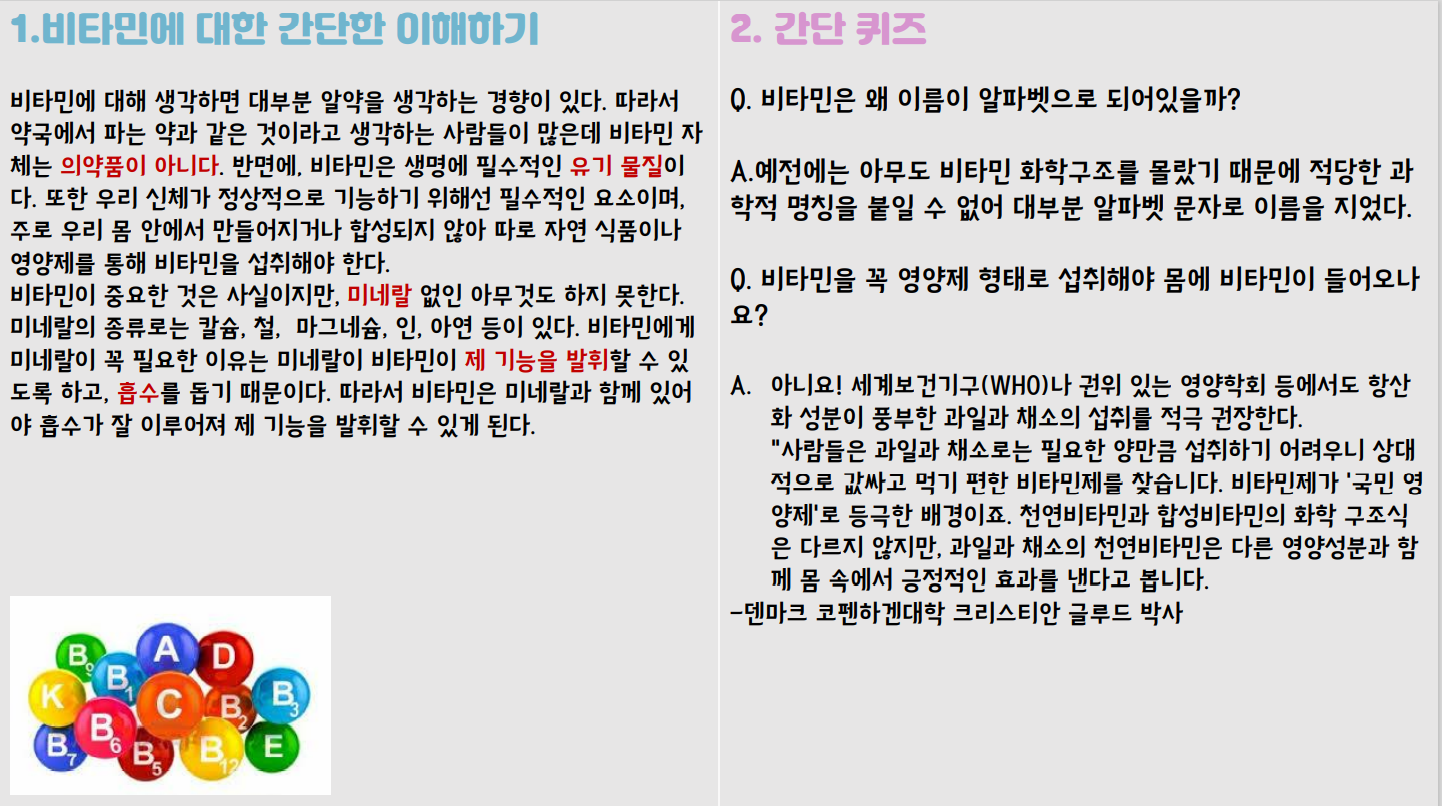 1.비타민에 대한 간단한 이해하기
비타민에 대해 생각하면 대부분 알약을 생각하는 경향이 있다. 따라서
약국에서 파는 약과 같은 것이라고 생각하는 사람들이 많은데 비타민 자
체는 의약품이 아니다. 반면에, 비타민은 생명에 필수적인 유기 물질이
다. 또한 우리 신체가 정상적으로 기능하기 위해선 필수적인 요소이며,
주로 우리 몸 안에서 만들어지거나 합성되지 않아 따로 자연 식품이나
영양제를 통해 비타민을 섭취해야 한다.
비타민이 중요한 것은 사실이지만, 미네랄 없인 아무것도 하지 못한다.
미네랄의 종류로는 칼슘, 철, 마그네슘, 인, 아연 등이 있다. 비타민에게
미네랄이 꼭 필요한 이유는 미네랄이 비타민이 제 기능을 발휘할 수 있
도록 하고, 흡수를 돕기 때문이다. 따라서 비타민은 미네랄과 함께 있어
야 흡수가 잘 이루어져 제 기능을 발휘할 수 있게 된다.
B9 A D
K B1 C B2 B3
B7 B6 B5 B12 E
2. 간단 퀴즈
Q. 비타민은 왜 이름이 알파벳으로 되어있을까?
A.예전에는 아무도 비타민 화학구조를 몰랐기 때문에 적당한 과
학적 명칭을 붙일 수 없어 대부분 알파벳 문자로 이름을 지었다.
Q. 비타민을 꼭 영양제 형태로 섭취해야 몸에 비타민이 들어오나
요?
A. 아니요! 세계보건기구(WHO)나 권위 있는 영양학회 등에서도 항산
화 성분이 풍부한 과일과 채소의 섭취를 적극 권장한다.
"사람들은 과일과 채소로는 필요한 양만큼 섭취하기 어려우니 상대
적으로 값싸고 먹기 편한 비타민제를 찾습니다. 비타민제가 '국민 영
양제'로 등극한 배경이죠. 천연비타민과 합성비타민의 화학 구조식
은 다르지 않지만, 과일과 채소의 천연비타민은 다른 영양성분과 함
께 몸 속에서 긍정적인 효과를 낸다고 봅니다.
-덴마크 코펜하겐대학 크리스티안 글루드 박사